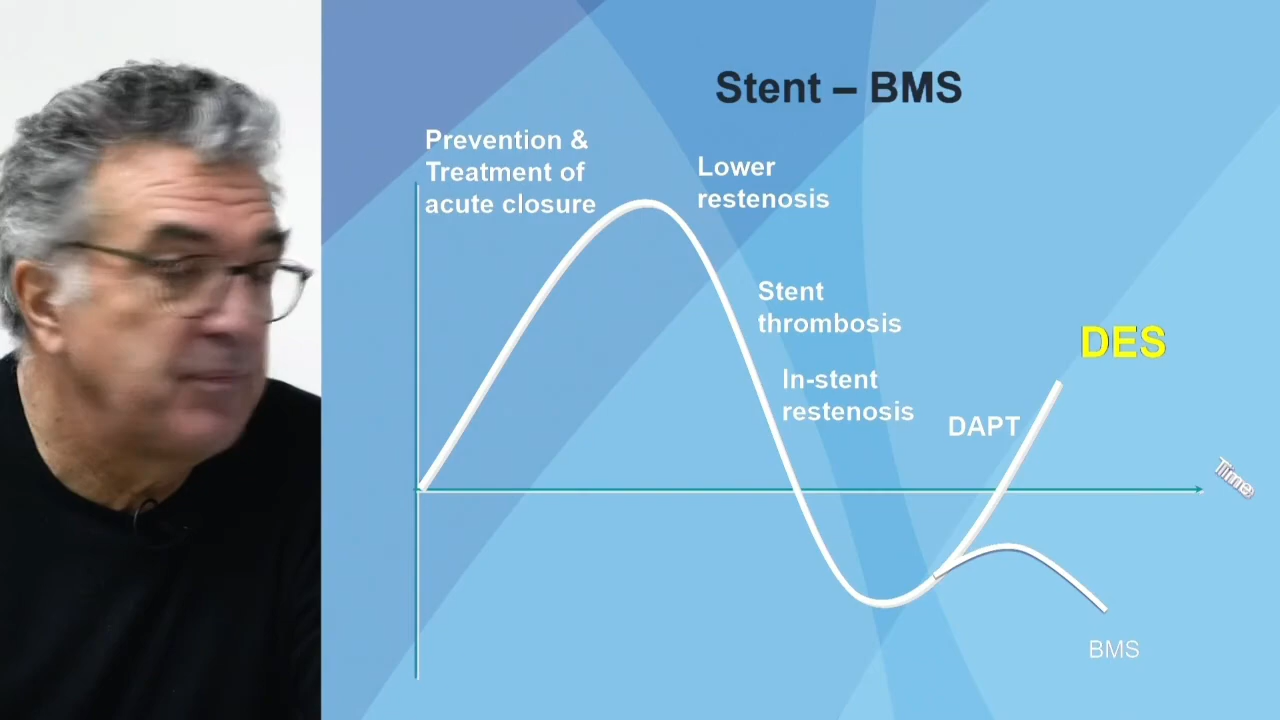 Stent – BMS
Prevention &
Treatment of
acute closure
Lower
restenosis
Stent
thrombosis
In-stent
restenosis
DAPT
DES
Time
BMS